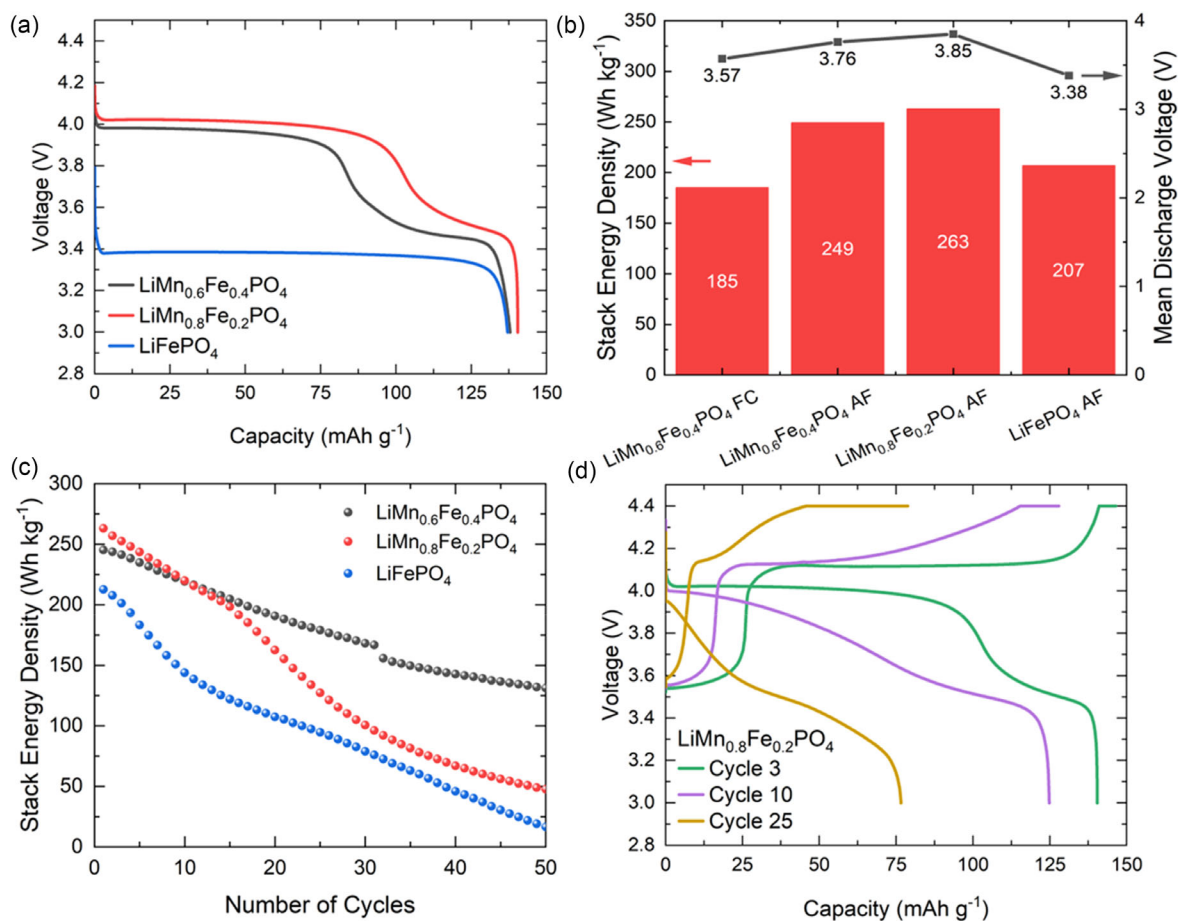 (a)
4.4
4.2
4.0
3.8
3.6
3.4
3.2
3.0
2.8
Voltage (V)
LiMn₀.₆Fe₀.₄PO₄
LiMn₀.₈Fe₀.₂PO₄
LiFePO₄
0 25 50 75 100 125 150
Capacity (mAh g⁻¹)
(b)
400
350
300
250
200
150
100
50
0
Stack Energy Density (Wh kg⁻¹)
3.57 3.76 3.85 3.38
185 249 263 207
4
3
2
1
0
Mean Discharge Voltage (V)
LiMn₀.₆Fe₀.₄PO₄ FC
LiMn₀.₆Fe₀.₄PO₄ AF
LiMn₀.₈Fe₀.₂PO₄ AF
LiFePO₄ AF
(c)
300
250
200
150
100
50
0
Stack Energy Density (Wh kg⁻¹)
LiMn₀.₆Fe₀.₄PO₄
LiMn₀.₈Fe₀.₂PO₄
LiFePO₄
0 10 20 30 40 50
Number of Cycles
(d)
4.4
4.2
4.0
3.8
3.6
3.4
3.2
3.0
2.8
Voltage (V)
LiMn₀.₈Fe₀.₂PO₄
Cycle 3
Cycle 10
Cycle 25
0 25 50 75 100 125 150
Capacity (mAh g⁻¹)